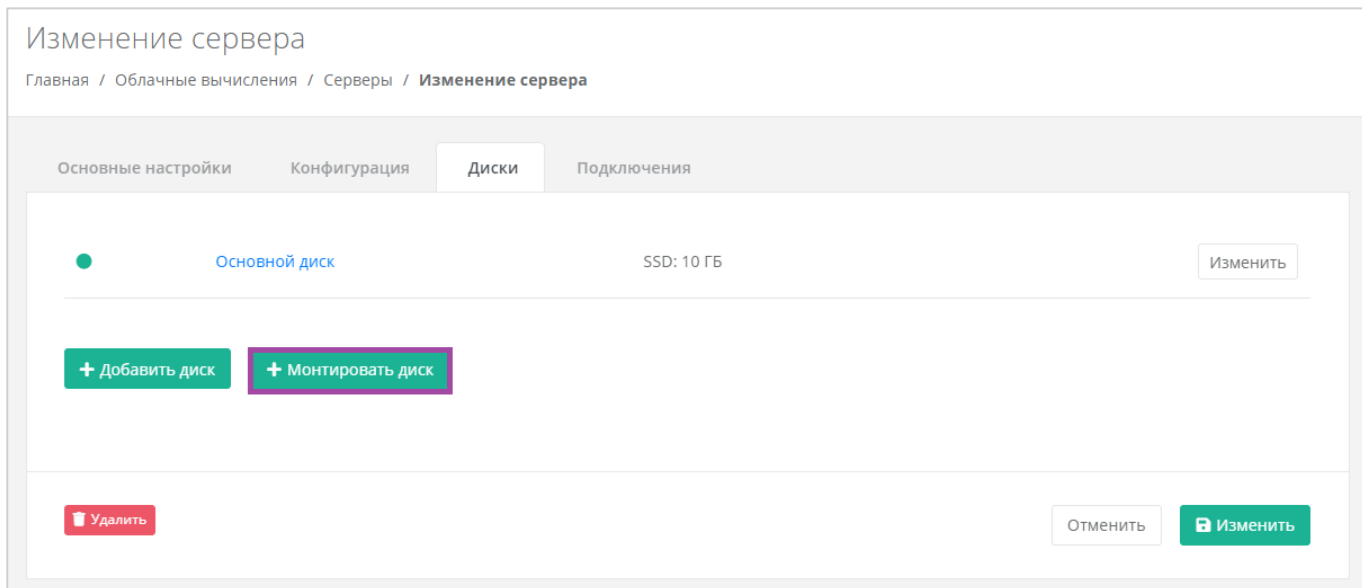 Изменение сервера
Главная / Облачные вычисления / Серверы / Изменение сервера
Основные настройки Конфигурация Диски Подключения
Основной диск SSD: 10 ГБ Изменить
+ Добавить диск + Монтировать диск
Удалить Отменить Изменить